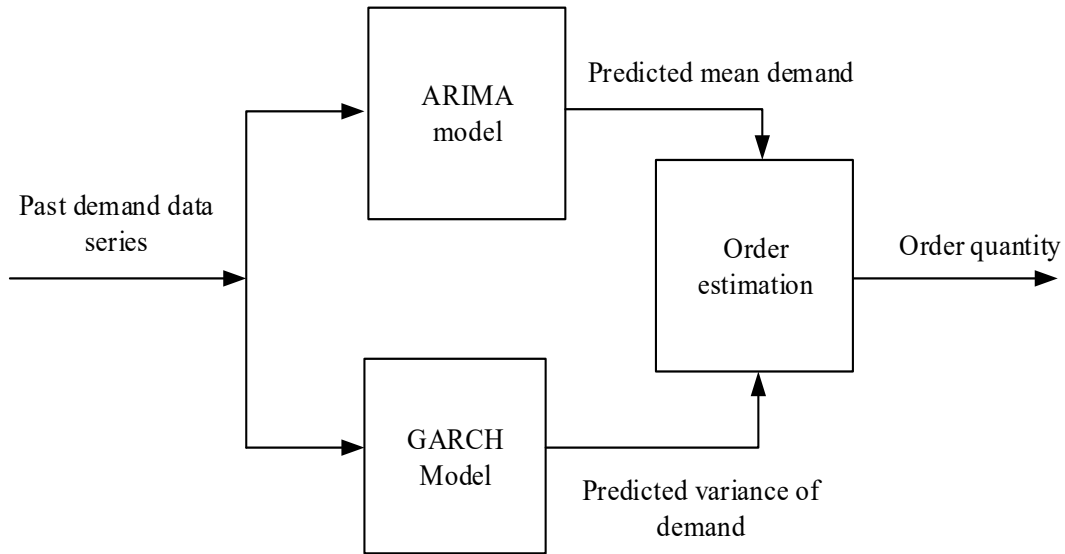 ARIMA
model
Predicted mean demand
Past demand data
series
Order
estimation
Order quantity
GARCH
Model
Predicted variance of
demand